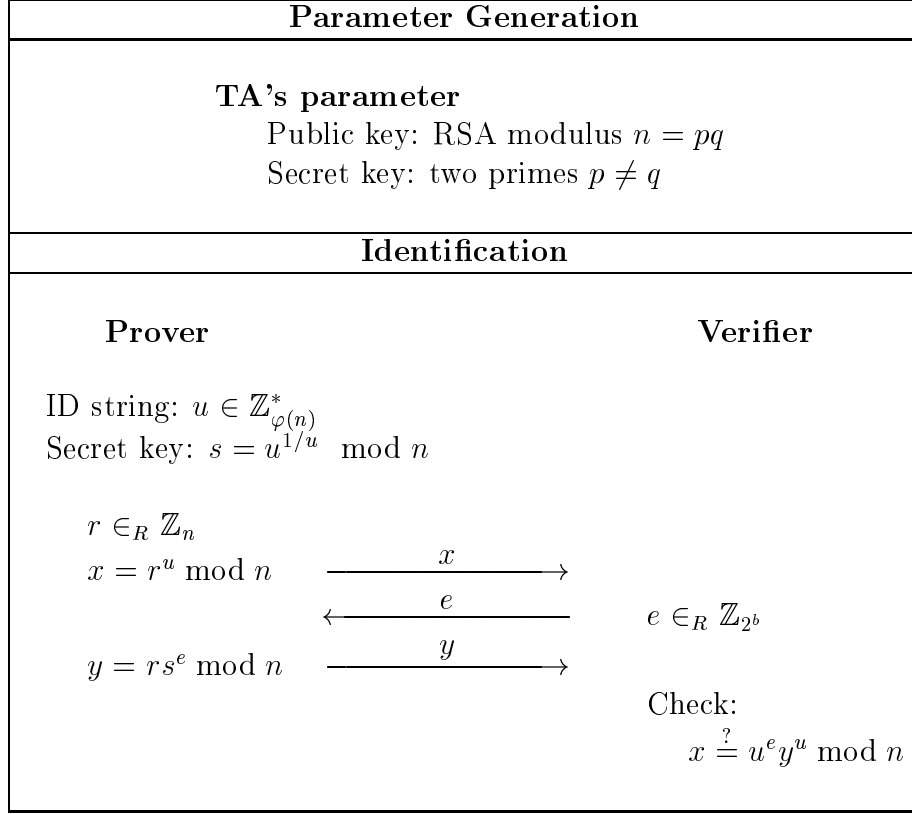 Parameter Generation
TA's parameter
Public key: RSA modulus n = pq
Secret key: two primes p ≠ q
Identification
Prover Verifier
ID string: u ∈ ℤ*_{φ(n)}
Secret key: s = u^{1/u} mod n
r ∈_R ℤ_n
x = r^u mod n x
e e ∈_R ℤ_{2^b}
y = rs^e mod n y
Check:
x ≟ u^e y^u mod n